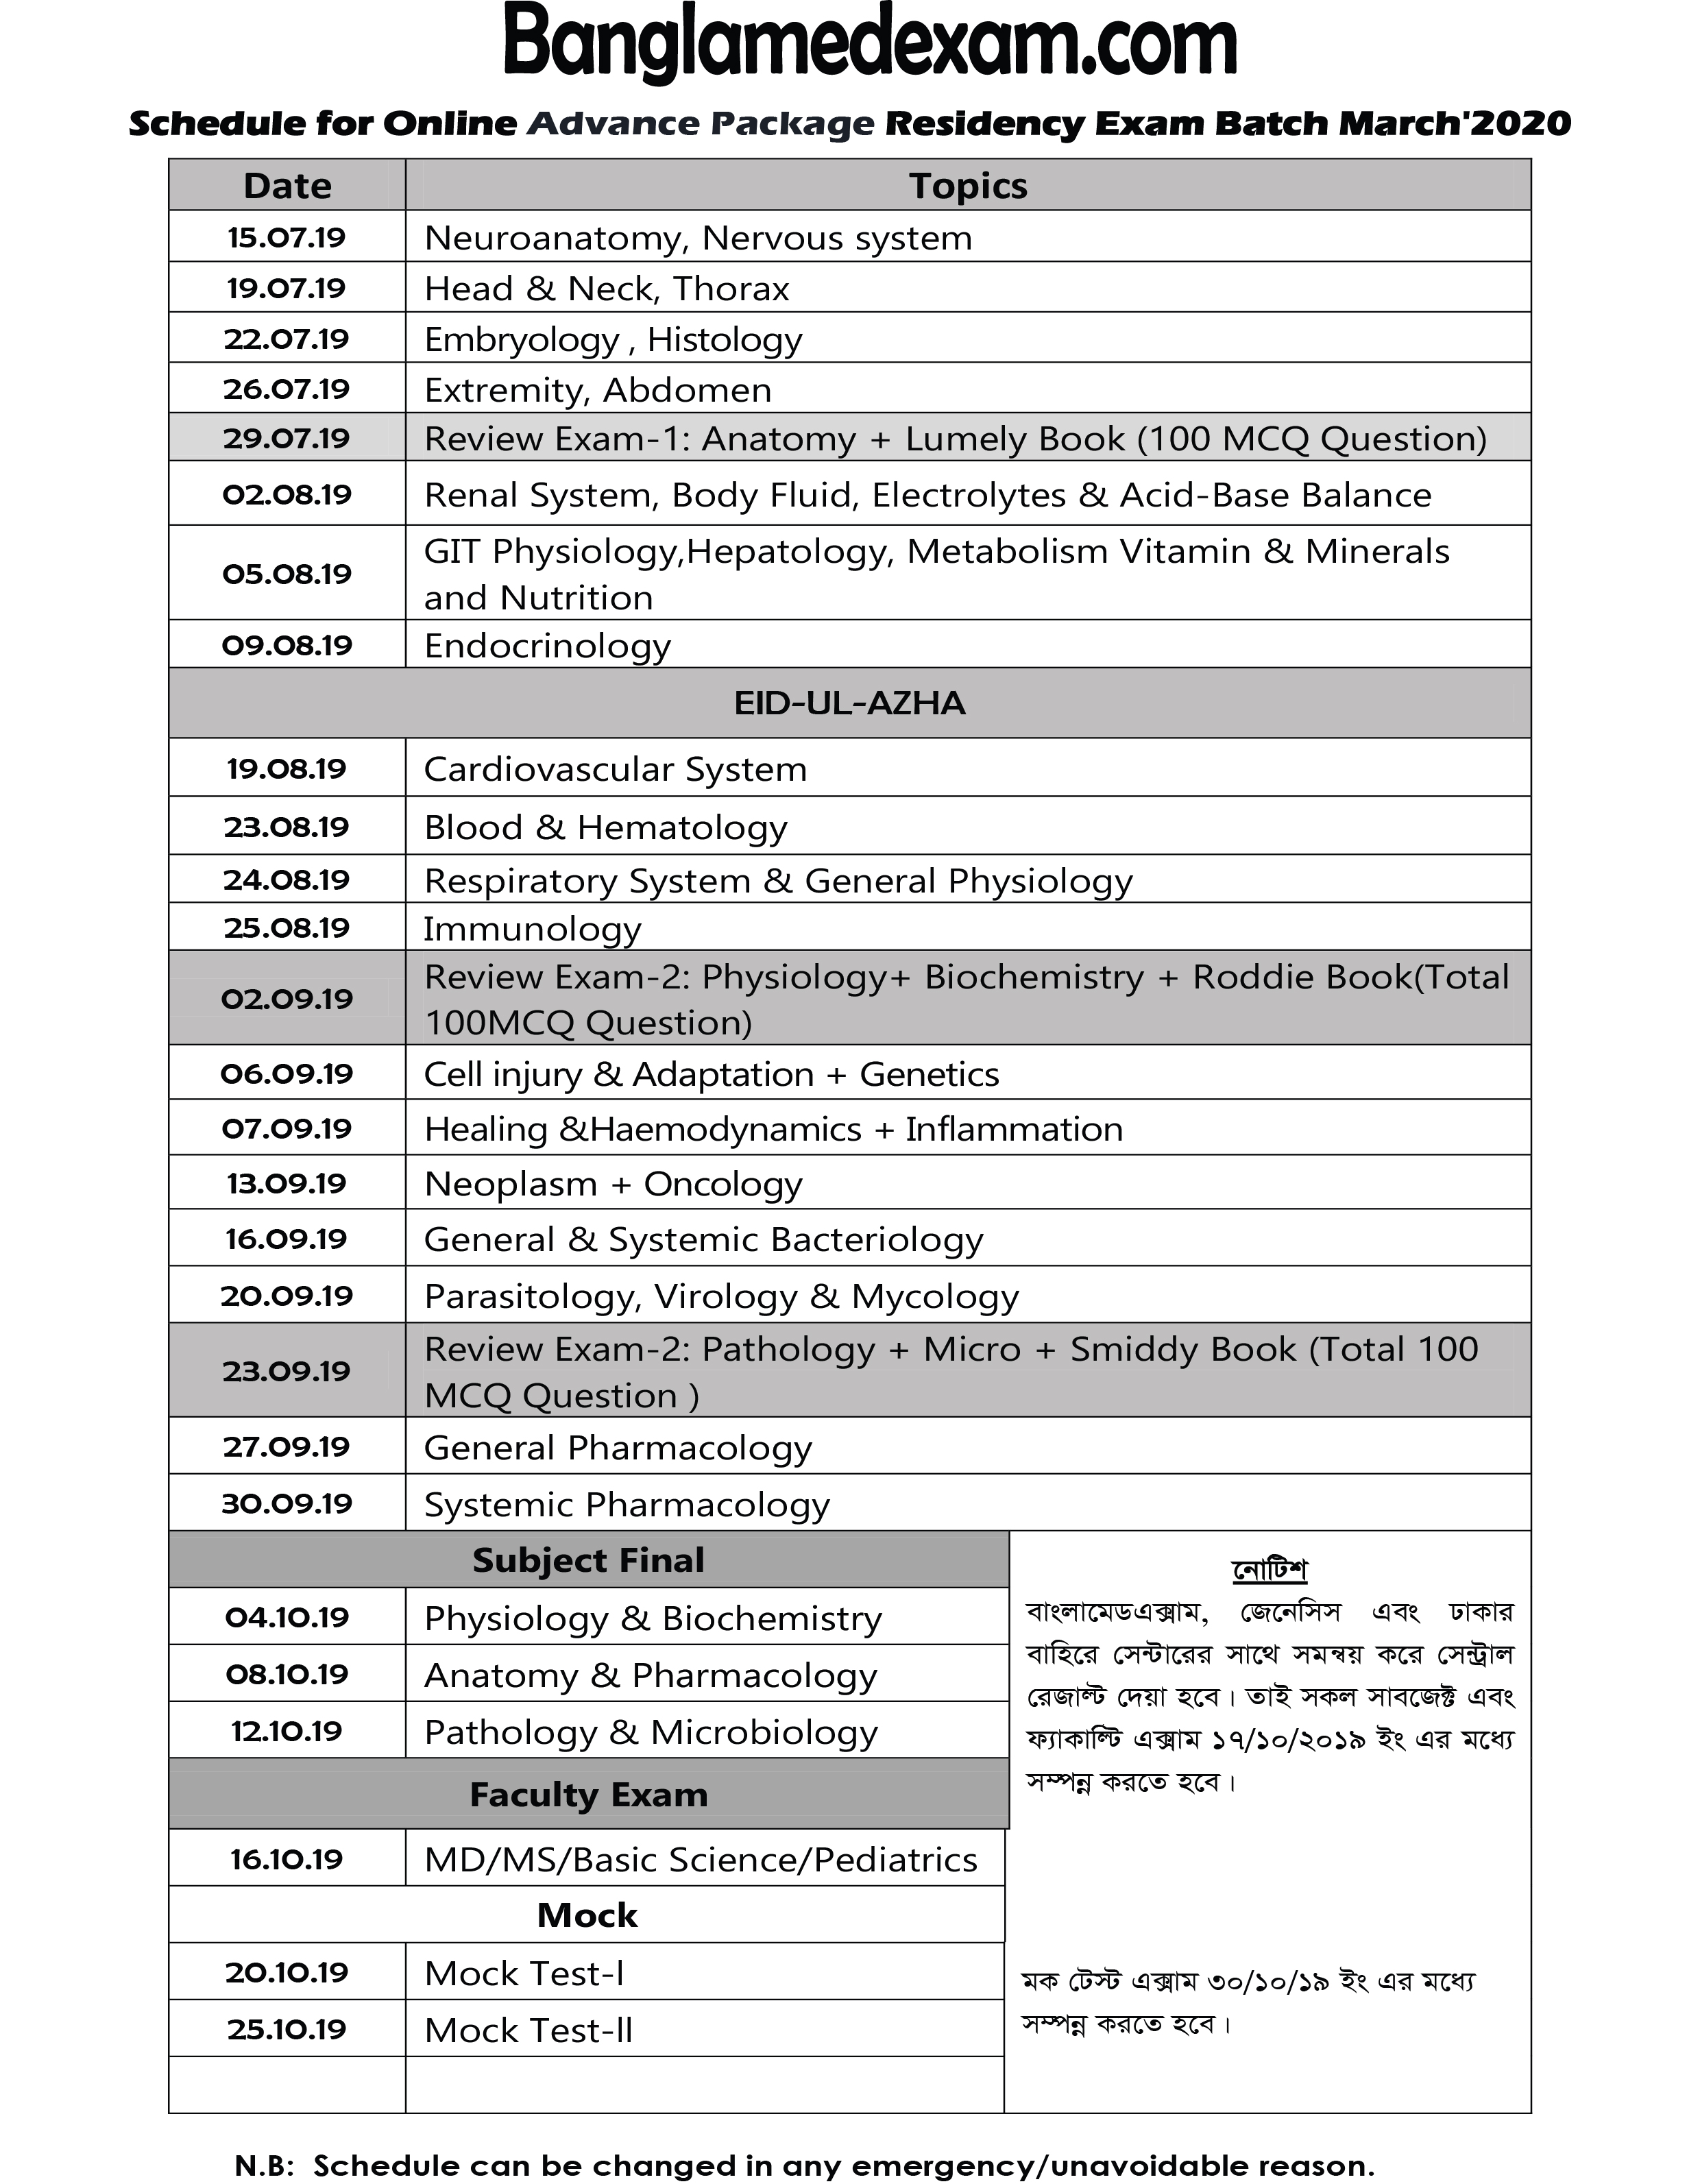 Banglamedexam.com
Schedule for Online Advance Package Residency Exam Batch March'2020
Date Topics
15.07.19 Neuroanatomy, Nervous system
19.07.19 Head & Neck, Thorax
22.07.19 Embryology , Histology
26.07.19 Extremity, Abdomen
29.07.19 Review Exam-1: Anatomy + Lumely Book (100 MCQ Question)
02.08.19 Renal System, Body Fluid, Electrolytes & Acid-Base Balance
05.08.19 GIT Physiology,Hepatology, Metabolism Vitamin & Minerals
and Nutrition
09.08.19 Endocrinology
EID-UL-AZHA
19.08.19 Cardiovascular System
23.08.19 Blood & Hematology
24.08.19 Respiratory System & General Physiology
25.08.19 Immunology
02.09.19 Review Exam-2: Physiology+ Biochemistry + Roddie Book(Total
100MCQ Question)
06.09.19 Cell injury & Adaptation + Genetics
07.09.19 Healing &Haemodynamics + Inflammation
13.09.19 Neoplasm + Oncology
16.09.19 General & Systemic Bacteriology
20.09.19 Parasitology, Virology & Mycology
23.09.19 Review Exam-2: Pathology + Micro + Smiddy Book (Total 100
MCQ Question )
27.09.19 General Pharmacology
30.09.19 Systemic Pharmacology
Subject Final
04.10.19 Physiology & Biochemistry
08.10.19 Anatomy & Pharmacology
12.10.19 Pathology & Microbiology
Faculty Exam
16.10.19 MD/MS/Basic Science/Pediatrics
Mock
20.10.19 Mock Test-l
25.10.19 Mock Test-ll
নোটিশ
বাংলামেডএক্সাম, জেনেসিস এবং ঢাকার
বাহিরে সেন্টারের সাথে সমন্বয় করে সেন্ট্রাল
রেজাল্ট দেয়া হবে। তাই সকল সাবজেক্ট এবং
ফ্যাকাল্টি এক্সাম ১৭/১০/২০১৯ ইং এর মধ্যে
সম্পন্ন করতে হবে।
মক টেস্ট এক্সাম ৩০/১০/১৯ ইং এর মধ্যে
সম্পন্ন করতে হবে।
N.B: Schedule can be changed in any emergency/unavoidable reason.